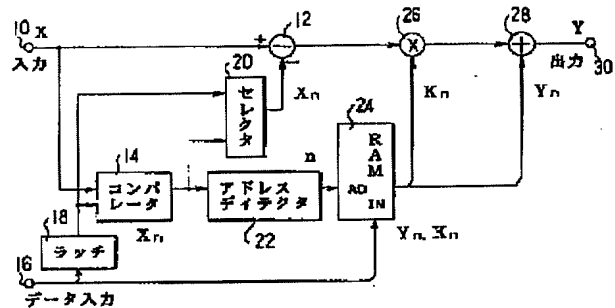 10 X
入力
12
+
−
26
X
28
+
Y
30
出力
20
セレクタ
Xn
Kn
Yn
24
RAM
AD
IN
n
14
コンパレータ
Xn
アドレス
ディテクタ
22
18
ラッチ
Yn, Kn
16
データ入力